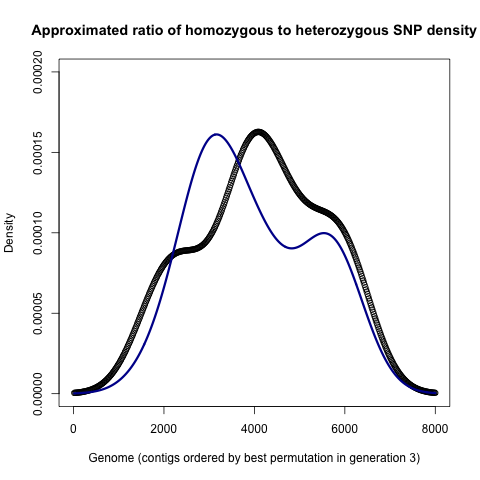 Approximated ratio of homozygous to heterozygous SNP density
0.00020
0.00015
0.00010
0.00005
0.00000
Density
0 2000 4000 6000 8000
Genome (contigs ordered by best permutation in generation 3)